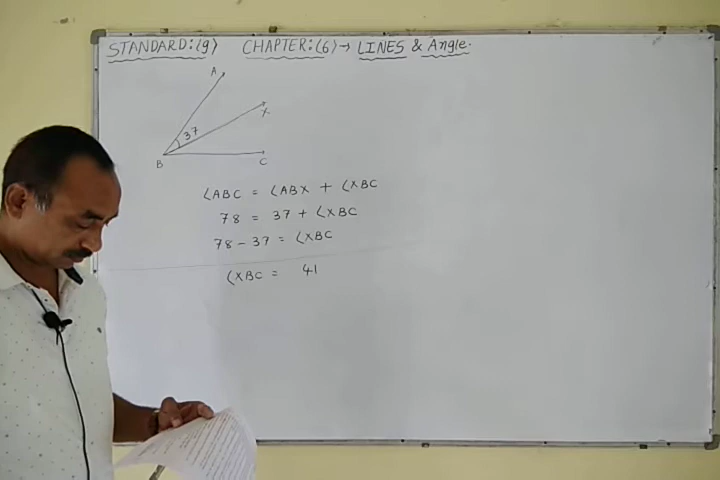 STANDARD:(9) CHAPTER:(6)→ LINES & Angle.
A
X
37
B
C
∠ABC = ∠ABX + ∠XBC
78 = 37 + ∠XBC
78 - 37 = ∠XBC
∠XBC = 41